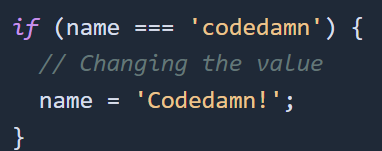 if (name === 'codedamn') {
  // Changing the value
  name = 'Codedamn!';
}